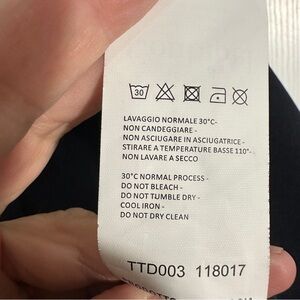 30
LAVAGGIO NORMALE 30°C-
NON CANDEGGIARE -
NON ASCIUGARE IN ASCIUGATRICE -
STIRARE A TEMPERATURE BASSE 110°-
NON LAVARE A SECCO
30°C NORMAL PROCESS -
DO NOT BLEACH -
DO NOT TUMBLE DRY -
COOL IRON -
DO NOT DRY CLEAN
TTD003 118017